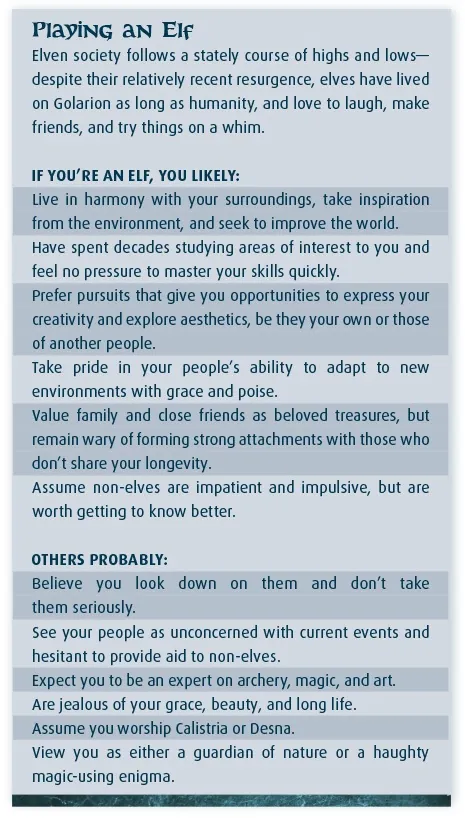 Playing an Elf
Elven society follows a stately course of highs and lows—
despite their relatively recent resurgence, elves have lived
on Golarion as long as humanity, and love to laugh, make
friends, and try things on a whim.
IF YOU'RE AN ELF, YOU LIKELY:
Live in harmony with your surroundings, take inspiration
from the environment, and seek to improve the world.
Have spent decades studying areas of interest to you and
feel no pressure to master your skills quickly.
Prefer pursuits that give you opportunities to express your
creativity and explore aesthetics, be they your own or those
of another people.
Take pride in your people's ability to adapt to new
environments with grace and poise.
Value family and close friends as beloved treasures, but
remain wary of forming strong attachments with those who
don't share your longevity.
Assume non-elves are impatient and impulsive, but are
worth getting to know better.
OTHERS PROBABLY:
Believe you look down on them and don't take
them seriously.
See your people as unconcerned with current events and
hesitant to provide aid to non-elves.
Expect you to be an expert on archery, magic, and art.
Are jealous of your grace, beauty, and long life.
Assume you worship Calistria or Desna.
View you as either a guardian of nature or a haughty
magic-using enigma.